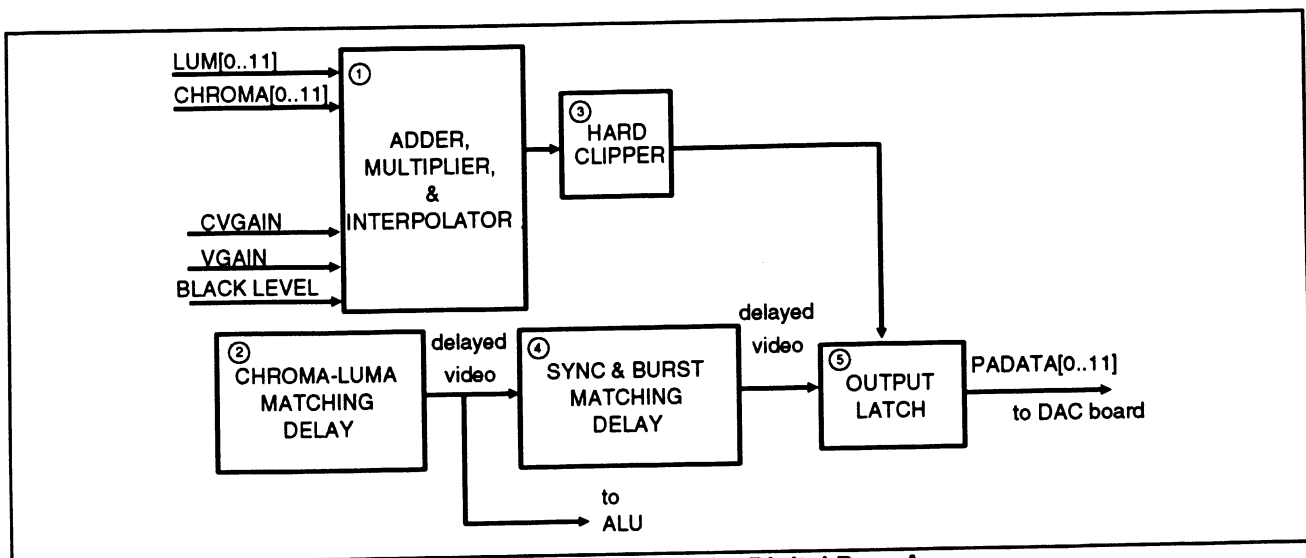 LUM[0..11]
CHROMA[0..11]
CVGAIN
VGAIN
BLACK LEVEL
1
ADDER,
MULTIPLIER,
&
INTERPOLATOR
3
HARD
CLIPPER
2
CHROMA-LUMA
MATCHING
DELAY
delayed
video
to
ALU
4
SYNC & BURST
MATCHING
DELAY
delayed
video
5
OUTPUT
LATCH
PADATA[0..11]
to DAC board